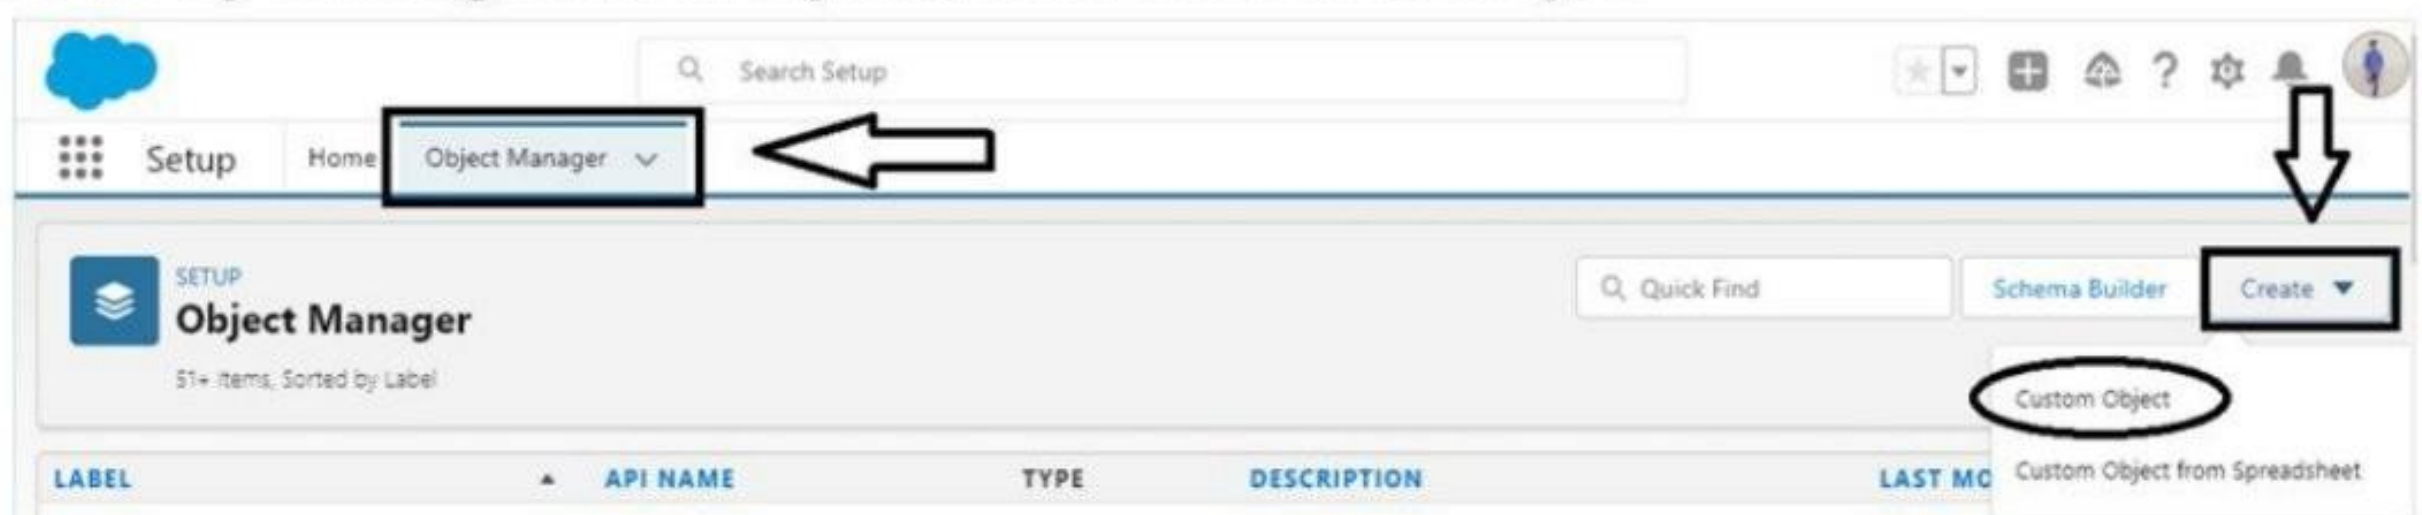 Search Setup
Setup Home Object Manager
SETUP
Object Manager
51+ items, Sorted by Label
Quick Find
Schema Builder
Create
Custom Object
Custom Object from Spreadsheet
LABEL API NAME TYPE DESCRIPTION LAST MO